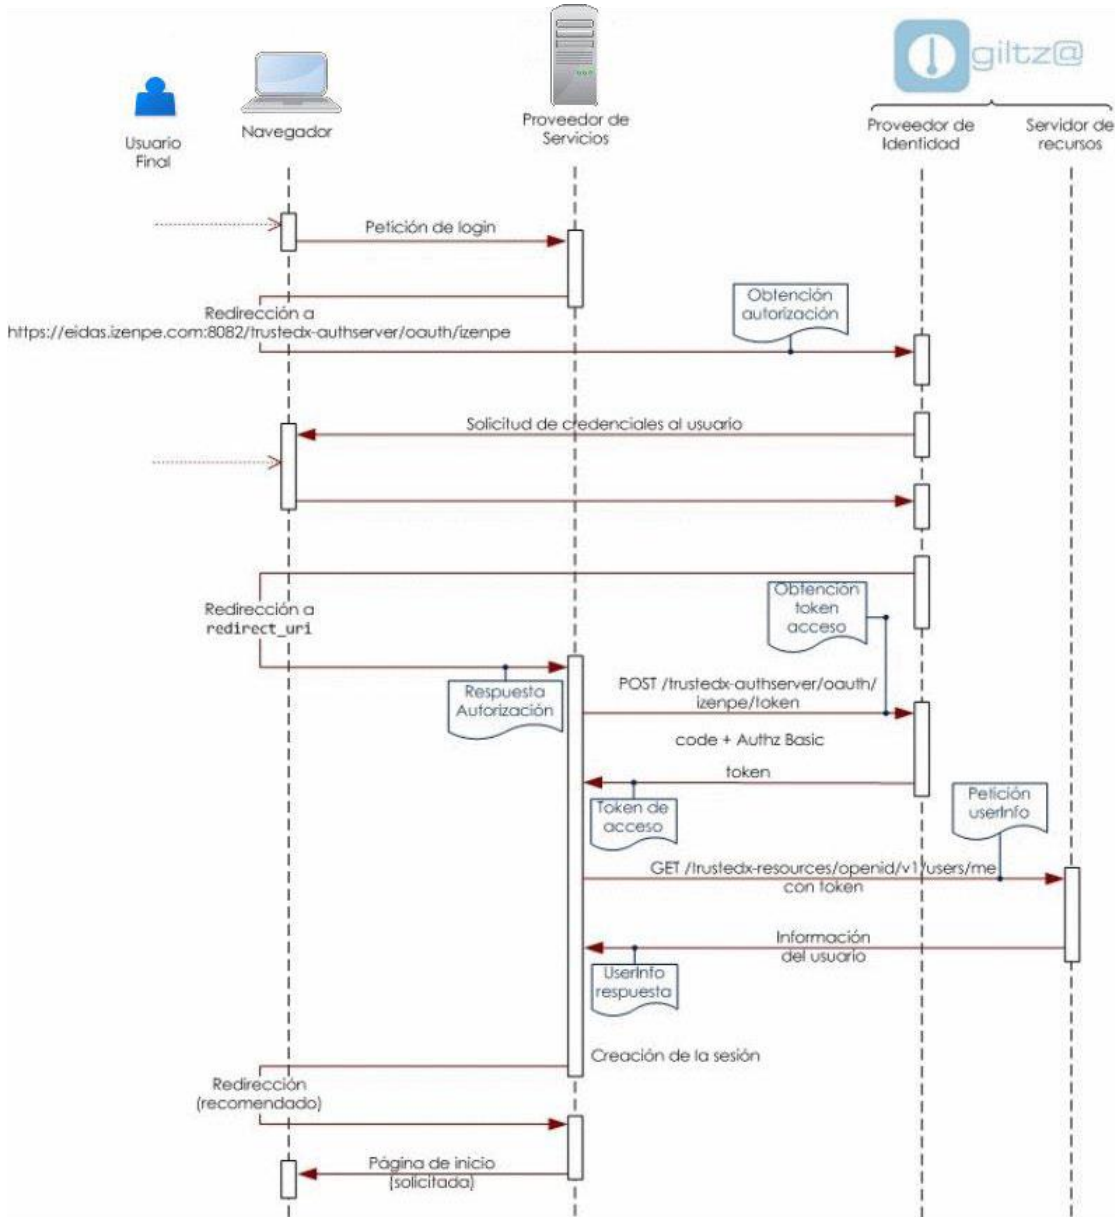 giltz@
Usuario
Final
Navegador
Proveedor de
Servicios
Proveedor de
Identidad
Servidor de
recursos
Petición de login
Redirección a
https://eidas.izenpe.com:8082/trustedx-authserver/oauth/izenpe
Obtención
autorización
Solicitud de credenciales al usuario
Redirección a
redirect_uri
Obtención
token
acceso
Respuesta
Autorización
POST /trustedx-authserver/oauth/
izenpe/token
code + Authz Basic
token
Token de
acceso
Petición
userInfo
GET /trustedx-resources/openid/v1/users/me
con token
Información
del usuario
UserInfo
respuesta
Creación de la sesión
Redirección
(recomendado)
Página de inicio
(solicitada)